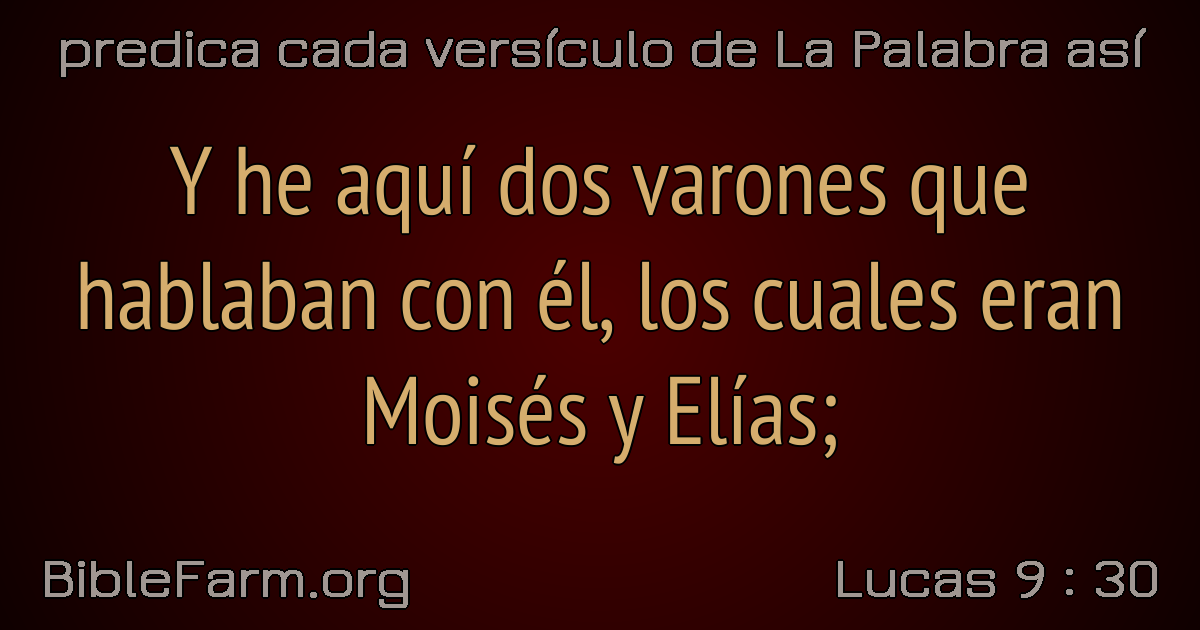 predica cada versículo de La Palabra así
Y he aquí dos varones que
hablaban con él, los cuales eran
Moisés y Elías;
BibleFarm.org
Lucas 9 : 30